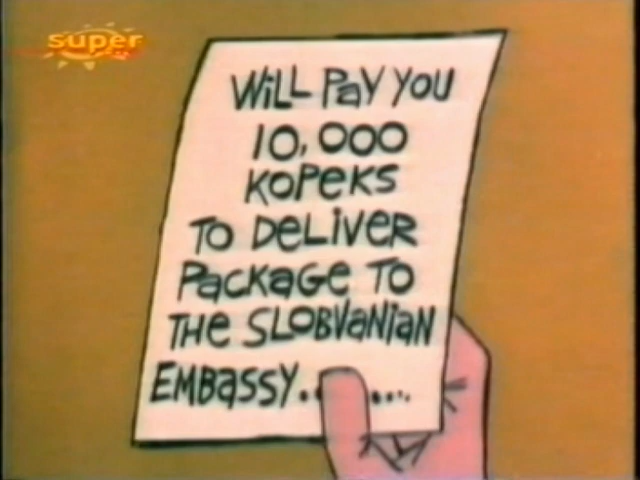 super
WiLL PaY YOU
10,000
KOPeKS
TO DeLiVeR
PaCKaGe TO
THe SLOBVaNiaN
EMBaSSY.........